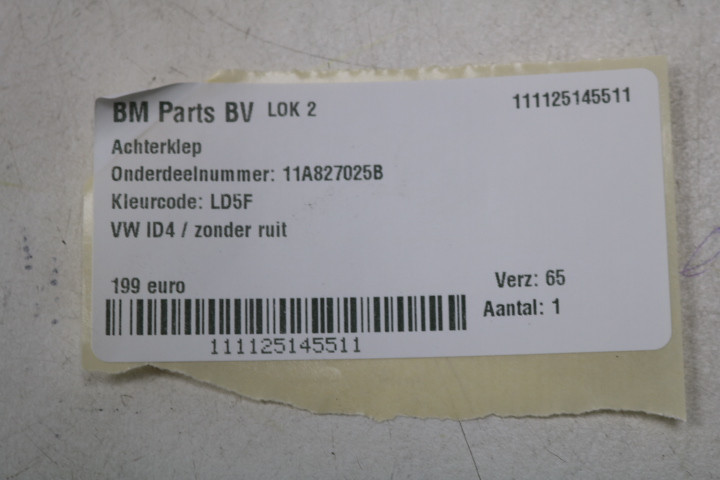 BM Parts BV LOK 2 111125145511
Achterklep
Onderdeelnummer: 11A827025B
Kleurcode: LD5F
VW ID4 / zonder ruit
199 euro Verz: 65
Aantal: 1
111125145511